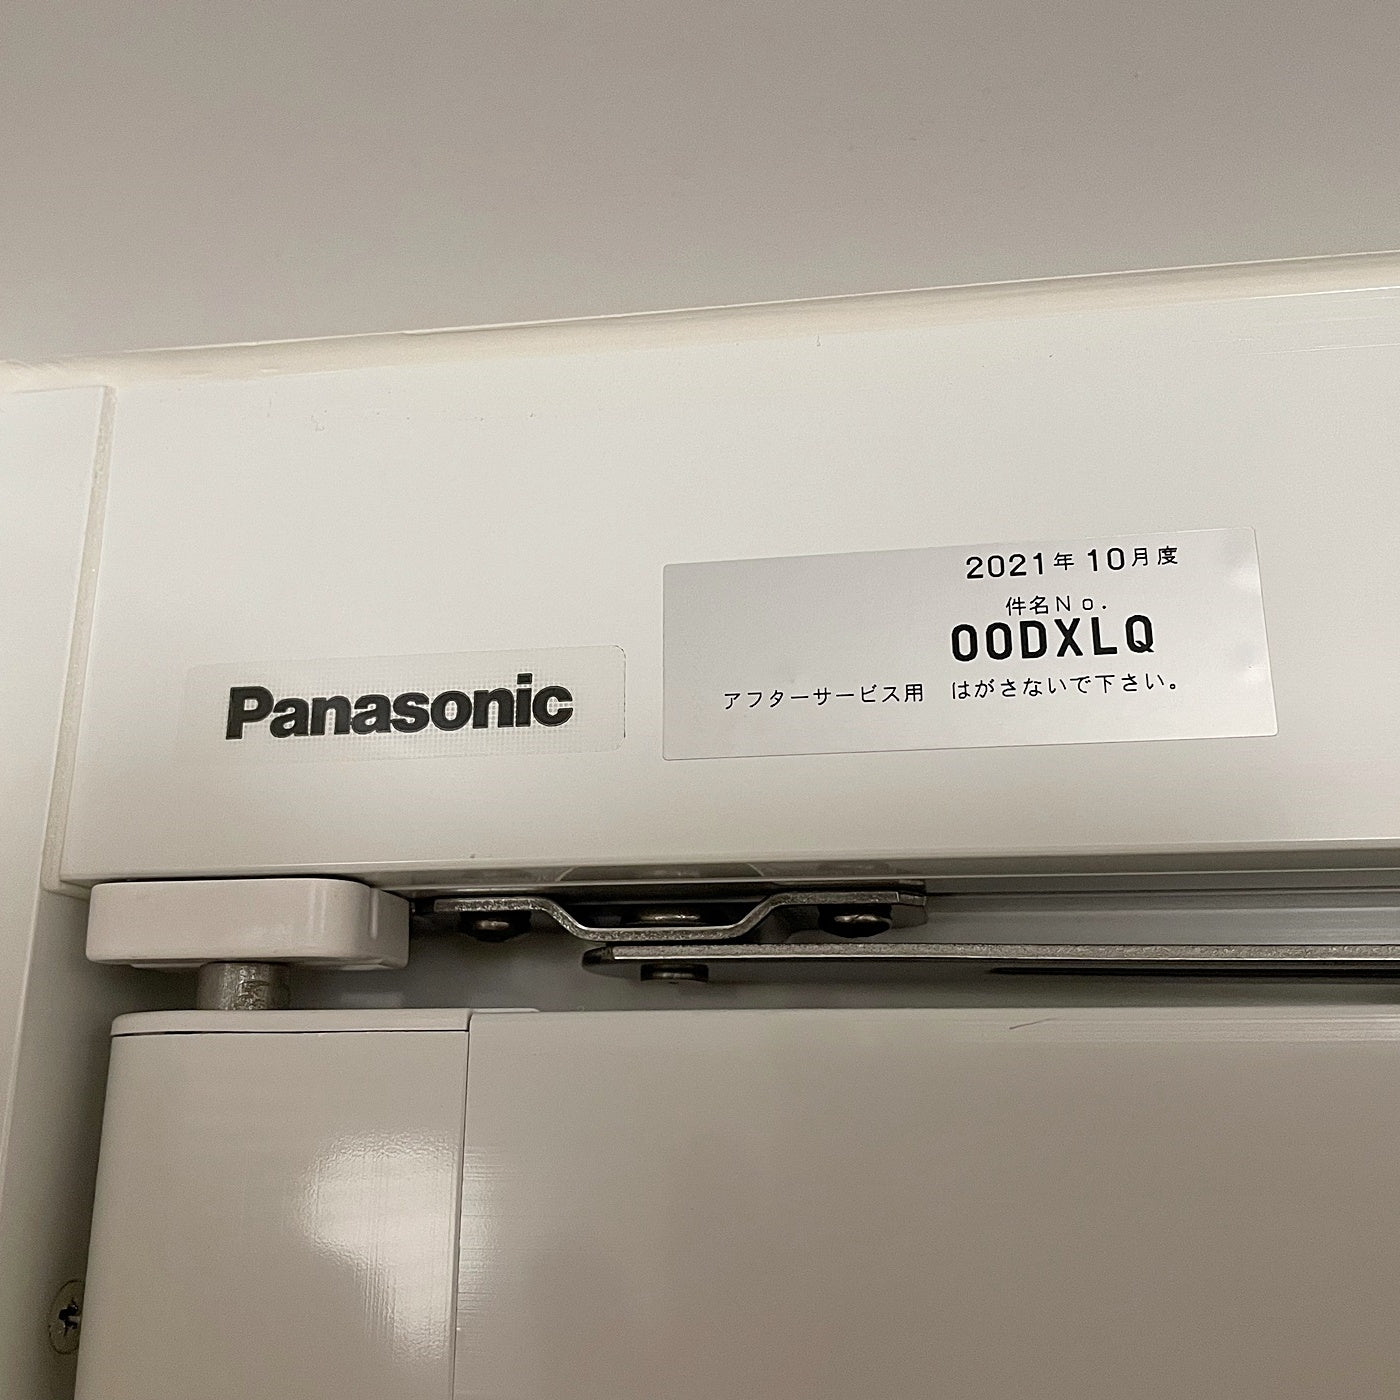 Panasonic
2021年10月度
件名No.
00DXLQ
アフターサービス用　はがさないで下さい。